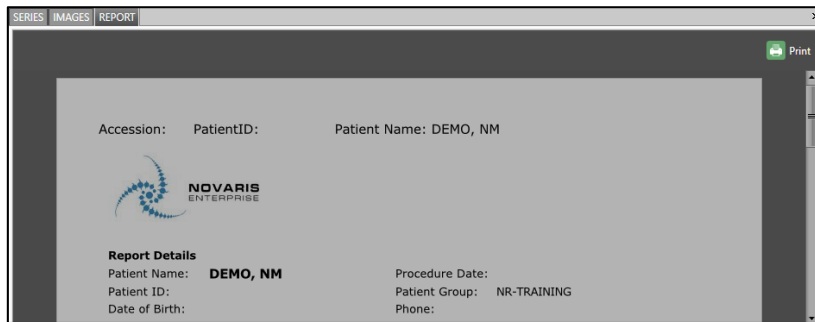 SERIES IMAGES REPORT
Print
Accession: PatientID: Patient Name: DEMO, NM
NOVARIS
ENTERPRISE
Report Details
Patient Name: DEMO, NM Procedure Date:
Patient ID: Patient Group: NR-TRAINING
Date of Birth: Phone: